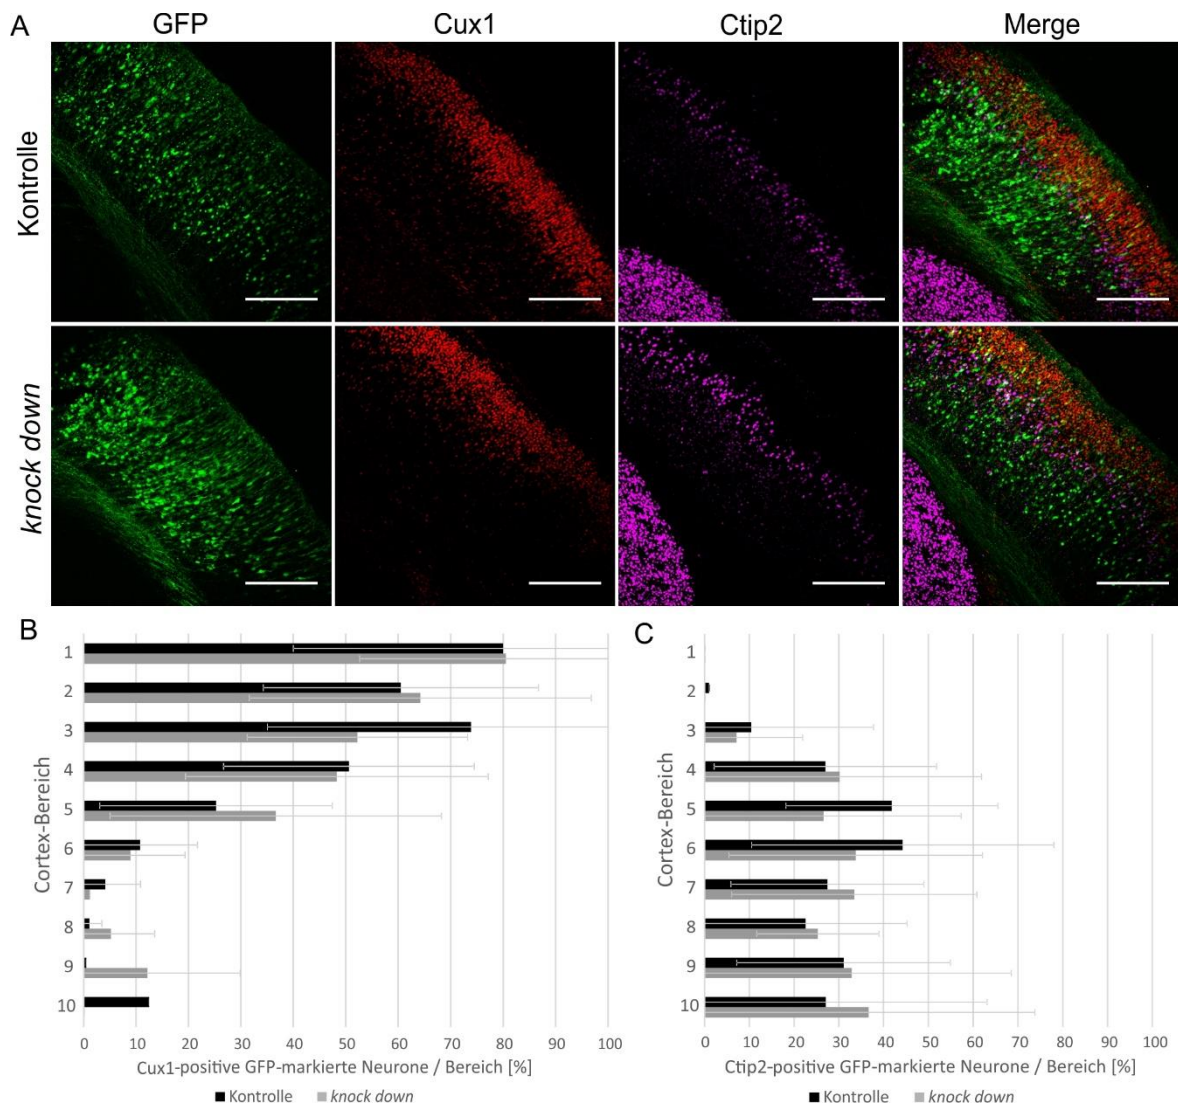 A
GFP
Cux1
Ctip2
Merge
Kontrolle
knock down
B
Cortex-Bereich
1
2
3
4
5
6
7
8
9
10
0 10 20 30 40 50 60 70 80 90 100
Cux1-positive GFP-markierte Neurone / Bereich [%]
Kontrolle knock down
C
Cortex-Bereich
1
2
3
4
5
6
7
8
9
10
0 10 20 30 40 50 60 70 80 90 100
Ctip2-positive GFP-markierte Neurone / Bereich [%]
Kontrolle knock down